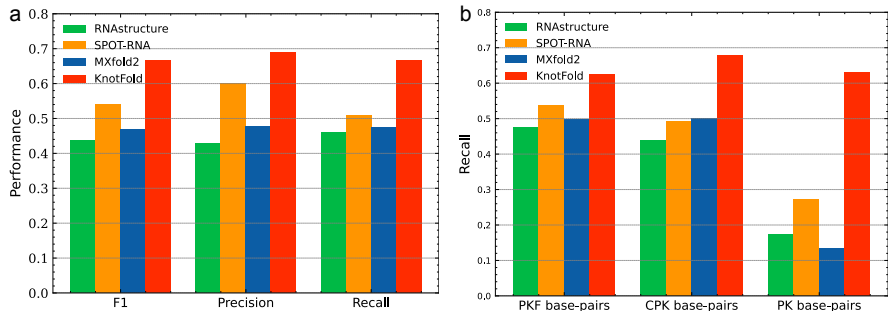 a
RNAstructure
SPOT-RNA
MXfold2
KnotFold
Performance
0.8
0.7
0.6
0.5
0.4
0.3
0.2
0.1
0.0
F1 Precision Recall
b
RNAstructure
SPOT-RNA
MXfold2
KnotFold
Recall
0.8
0.7
0.6
0.5
0.4
0.3
0.2
0.1
0.0
PKF base-pairs CPK base-pairs PK base-pairs